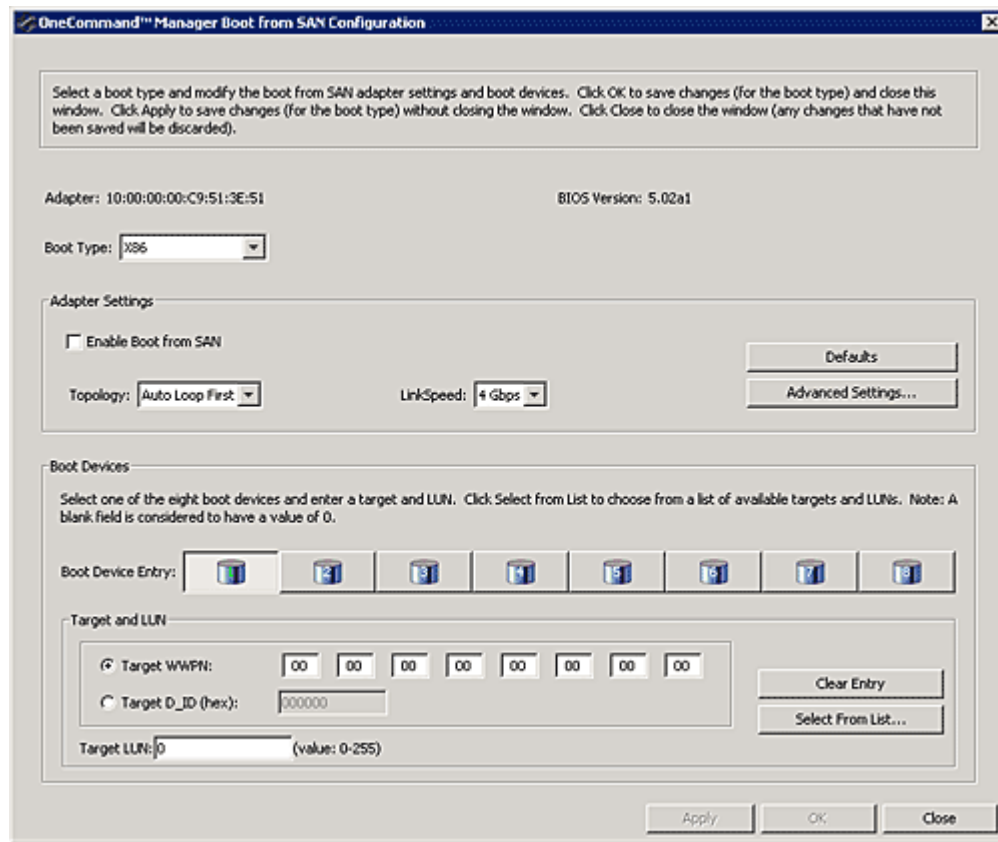 OneCommand™ Manager Boot from SAN Configuration
Select a boot type and modify the boot from SAN adapter settings and boot devices. Click OK to save changes (for the boot type) and close this
window. Click Apply to save changes (for the boot type) without closing the window. Click Close to close the window (any changes that have not
been saved will be discarded).
Adapter: 10:00:00:00:C9:51:3E:51 BIOS Version: 5.02a1
Boot Type: X86
Adapter Settings
Enable Boot from SAN
Defaults
Topology: Auto Loop First LinkSpeed: 4 Gbps Advanced Settings...
Boot Devices
Select one of the eight boot devices and enter a target and LUN. Click Select from List to choose from a list of available targets and LUNs. Note: A
blank field is considered to have a value of 0.
Boot Device Entry: 1 2 3 4 5 6 7 8
Target and LUN
Target WWPN: 00 00 00 00 00 00 00 00
Clear Entry
Target D_ID (hex): 000000
Select From List...
Target LUN: 0 (value: 0-255)
Apply OK Close